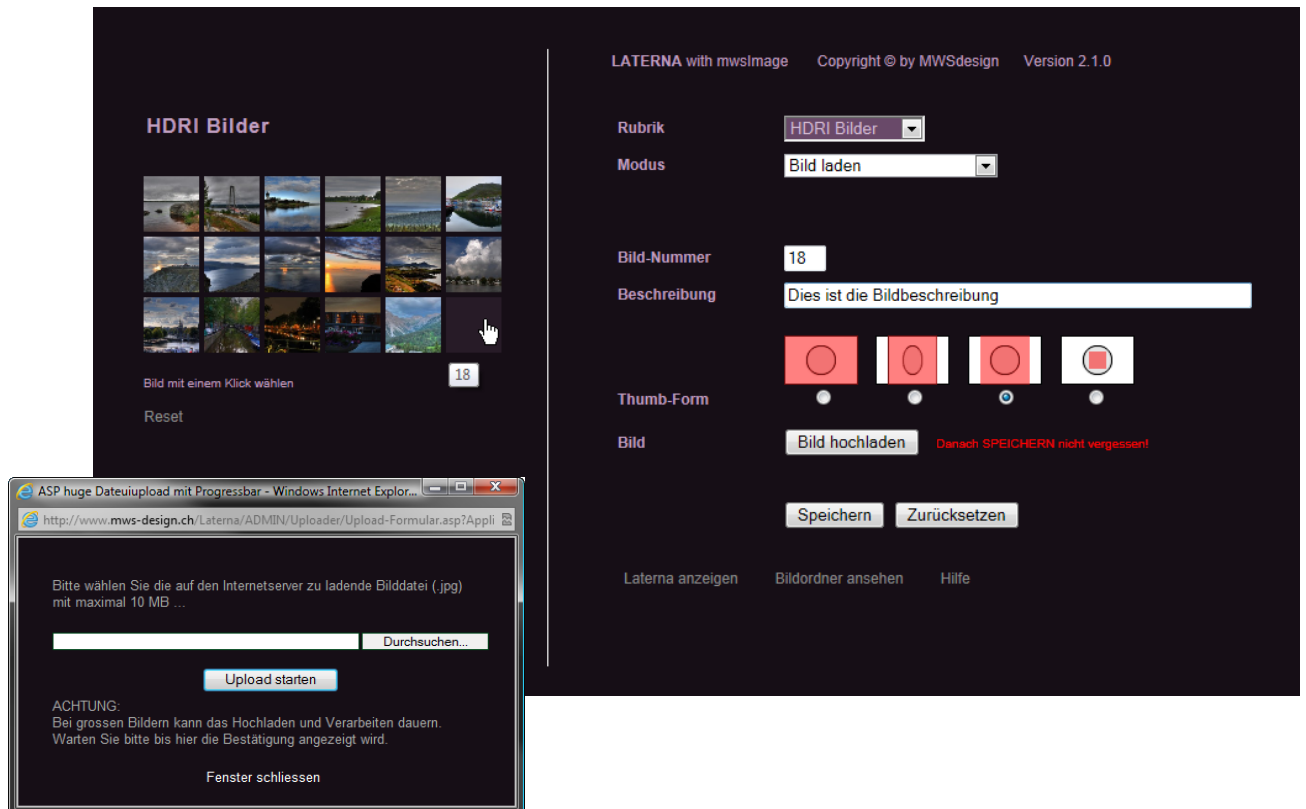 LATERNA with mwsImage Copyright © by MWSdesign Version 2.1.0
HDRI Bilder
Bild mit einem Klick wählen
18
Reset
Rubrik HDRI Bilder
Modus Bild laden
Bild-Nummer 18
Beschreibung Dies ist die Bildbeschreibung
Thumb-Form
Bild Bild hochladen Danach SPEICHERN nicht vergessen!
Speichern Zurücksetzen
Laterna anzeigen Bildordner ansehen Hilfe
ASP huge Dateuiupload mit Progressbar - Windows Internet Explor...
http://www.mws-design.ch/Laterna/ADMIN/Uploader/Upload-Formular.asp?Appli
Bitte wählen Sie die auf den Internetserver zu ladende Bilddatei (.jpg)
mit maximal 10 MB ...
Durchsuchen...
Upload starten
ACHTUNG:
Bei grossen Bildern kann das Hochladen und Verarbeiten dauern.
Warten Sie bitte bis hier die Bestätigung angezeigt wird.
Fenster schliessen